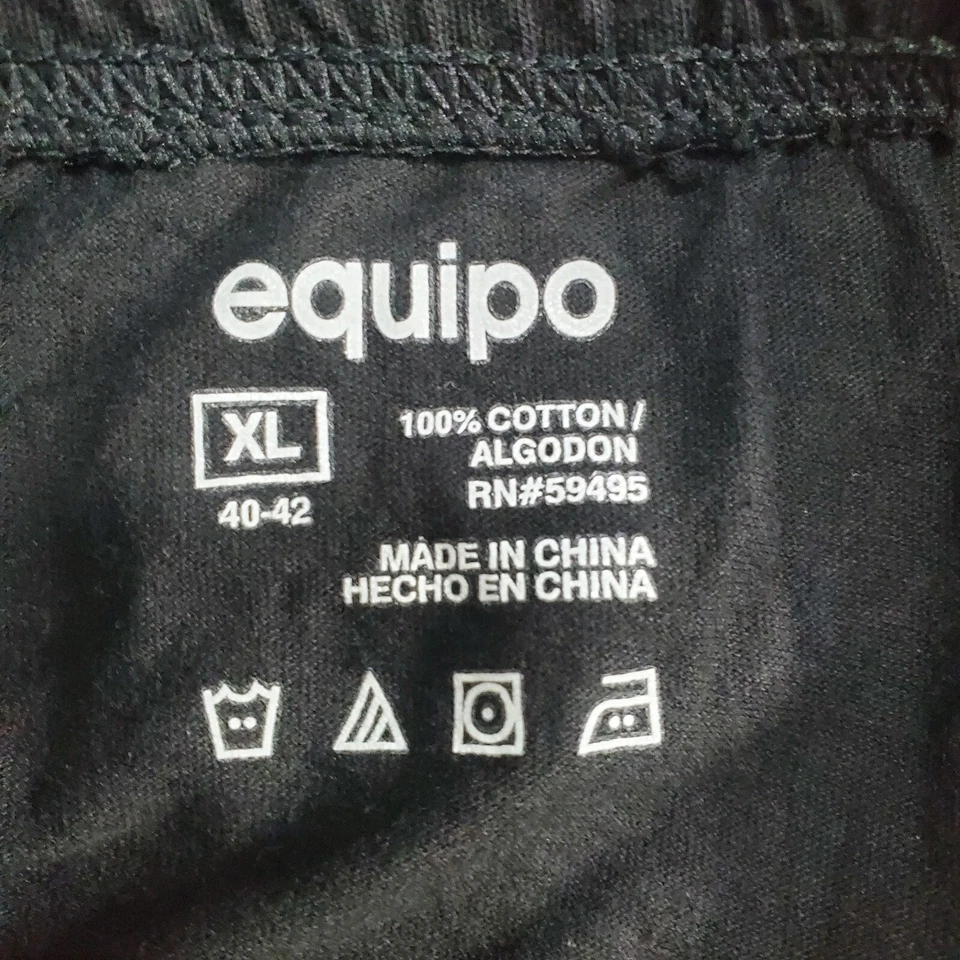 equipo
XL
40-42
100% COTTON /
ALGODON
RN#59495
MADE IN CHINA
HECHO EN CHINA